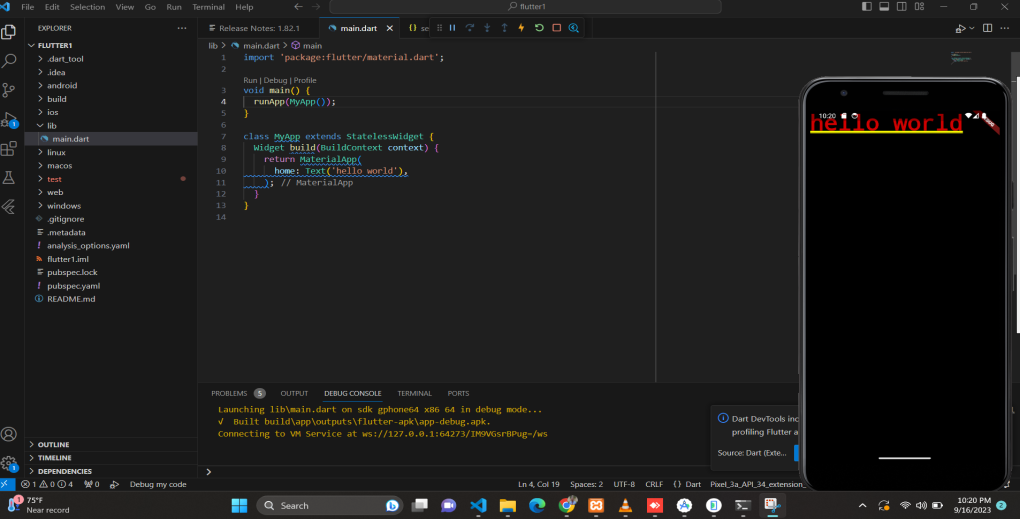 File Edit Selection View Go Run Terminal Help
flutter1
EXPLORER
FLUTTER1
.dart_tool
.idea
android
build
ios
lib
main.dart
linux
macos
test
web
windows
.gitignore
.metadata
analysis_options.yaml
flutter1.iml
pubspec.lock
pubspec.yaml
README.md
OUTLINE
TIMELINE
DEPENDENCIES
Release Notes: 1.82.1
main.dart
{} se
lib > main.dart > main
1 import 'package:flutter/material.dart';
2
Run | Debug | Profile
3 void main() {
4 runApp(MyApp());
5 }
6
7 class MyApp extends StatelessWidget {
8 Widget build(BuildContext context) {
9 return MaterialApp(
10 home: Text('hello world'),
11 ); // MaterialApp
12 }
13 }
14
10:20
hello world
PROBLEMS 5 OUTPUT DEBUG CONSOLE TERMINAL PORTS
Launching lib\main.dart on sdk gphone64 x86 64 in debug mode...
√ Built build\app\outputs\flutter-apk\app-debug.apk.
Connecting to VM Service at ws://127.0.0.1:64273/IM9VGsrBPug=/ws
Dart DevTools inc
profiling Flutter a
Source: Dart (Exte...
1 0 4 0 Debug my code
Ln 4, Col 19 Spaces: 2 UTF-8 CRLF {} Dart Pixel_3a_API_34_extension_
1
75°F
Near record
Search
10:20 PM
9/16/2023
2